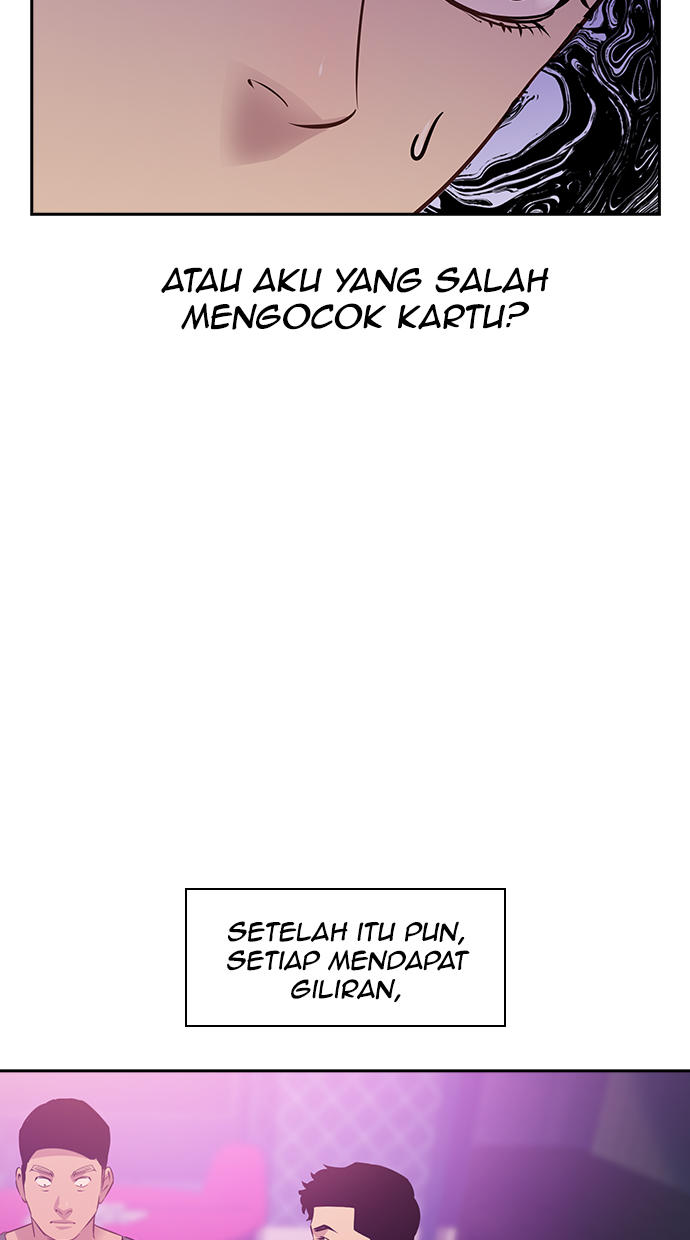 ATAU AKU YANG SALAH
MENGOCOK KARTU?
SETELAH ITU PUN,
SETIAP MENDAPAT
GILIRAN,